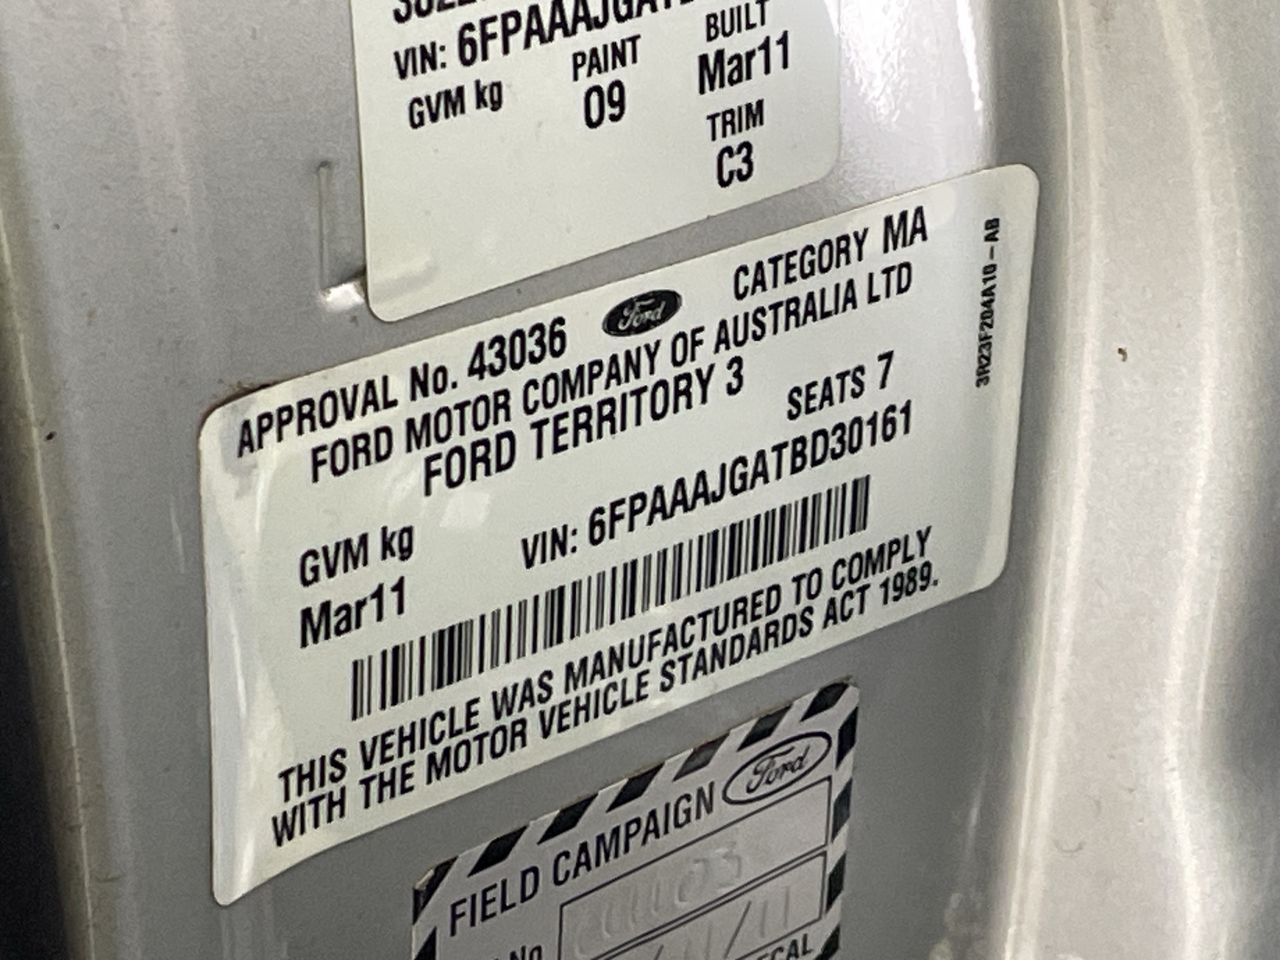 VIN: 6FPAAAJGAT
PAINT BUILT
GVM kg 09 Mar11
TRIM
C3
APPROVAL No. 43036 Ford CATEGORY MA
FORD MOTOR COMPANY OF AUSTRALIA LTD
FORD TERRITORY 3
SEATS 7
GVM kg VIN: 6FPAAAJGATBD30161
Mar11
THIS VEHICLE WAS MANUFACTURED TO COMPLY
WITH THE MOTOR VEHICLE STANDARDS ACT 1989.
3R23F204A10-AB
FIELD CAMPAIGN Ford
No